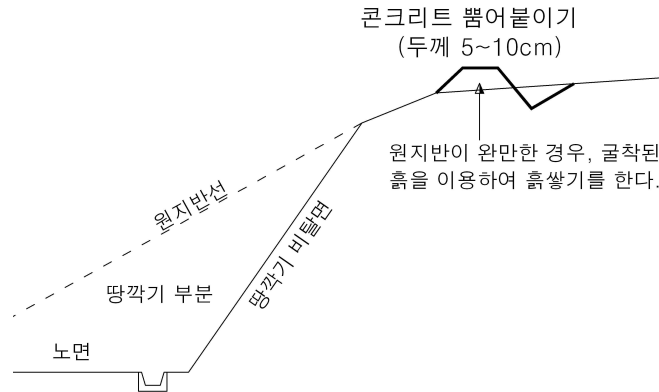 콘크리트 뿜어붙이기
(두께 5~10cm)
원지반이 완만한 경우, 굴착된
흙을 이용하여 흙쌓기를 한다.
원지반선
땅깍기 비탈면
땅깍기 부분
노면